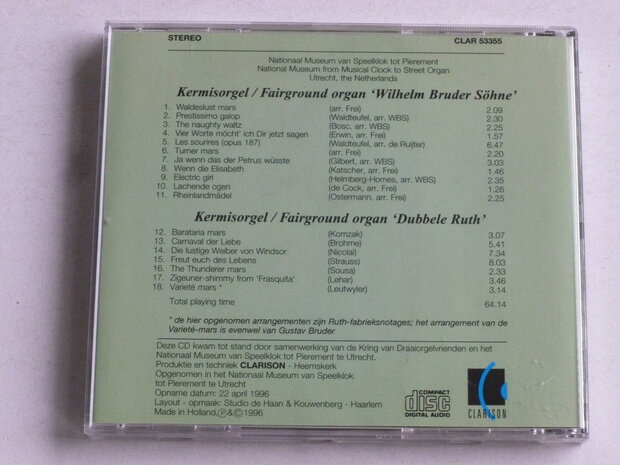 STEREO CLAR 53355
Nationaal Museum van Speelklok tot Pierement
National Museum from Musical Clock to Street Organ
Utrecht, the Netherlands
Kermisorgel / Fairground organ ‘Wilhelm Bruder Söhne’
1. Waldeslust mars (arr. Frei) 2.09
2. Prestissimo galop (Waldteufel, arr. WBS) 2.30
3. The naughty waltz (Bosc, arr. WBS) 2.25
4. Vier Worte möcht' ich Dir jetzt sagen (Erwin, arr. Frei) 1.57
5. Les sourires (opus 187) (Waldteufel, arr. de Ruijter) 6.47
6. Turner mars (arr. Frei) 2.20
7. Ja wenn das der Petrus wüsste (Gilbert, arr. WBS) 3.03
8. Wenn die Elisabeth (Katscher, arr. Frei) 1.46
9. Electric girl (Helmberg-Homes, arr. WBS) 2.35
10. Lachende ogen (de Cock, arr. Frei) 1.26
11. Rheinlandmädel (Ostermann, arr. Frei) 2.25
Kermisorgel / Fairground organ ‘Dubbele Ruth’
12. Barataria mars (Komzak) 3.07
13. Carnaval der Liebe (Brohme) 5.41
14. Die lustige Weiber von Windsor (Nicolai) 7.34
15. Freut euch des Lebens (Strauss) 8.03
16. The Thunderer mars (Sousa) 2.33
17. Zigeuner-shimmy from 'Frasquita' (Lehar) 3.46
18. Varieté mars * (Leutwyler) 3.14
Total playing time 64.14
* de hier opgenomen arrangementen zijn Ruth-fabrieksnotages; het arrangement van de
Varieté-mars is evenwel van Gustav Bruder
Deze CD kwam tot stand door samenwerking van de Kring van Draaiorgelvrienden en het
Nationaal Museum van Speelklok tot Pierement te Utrecht.
Produktie en techniek CLARISON - Heemskerk
Opgenomen in het Nationaal Museum van Speelklok
tot Pierement te Utrecht
Opname datum: 22 april 1996
Layout - opmaak: Studio de Haan & Kouwenberg - Haarlem
Made in Holland, ℗ & © 1996
COMPACT
disc
DIGITAL AUDIO
CLARISON